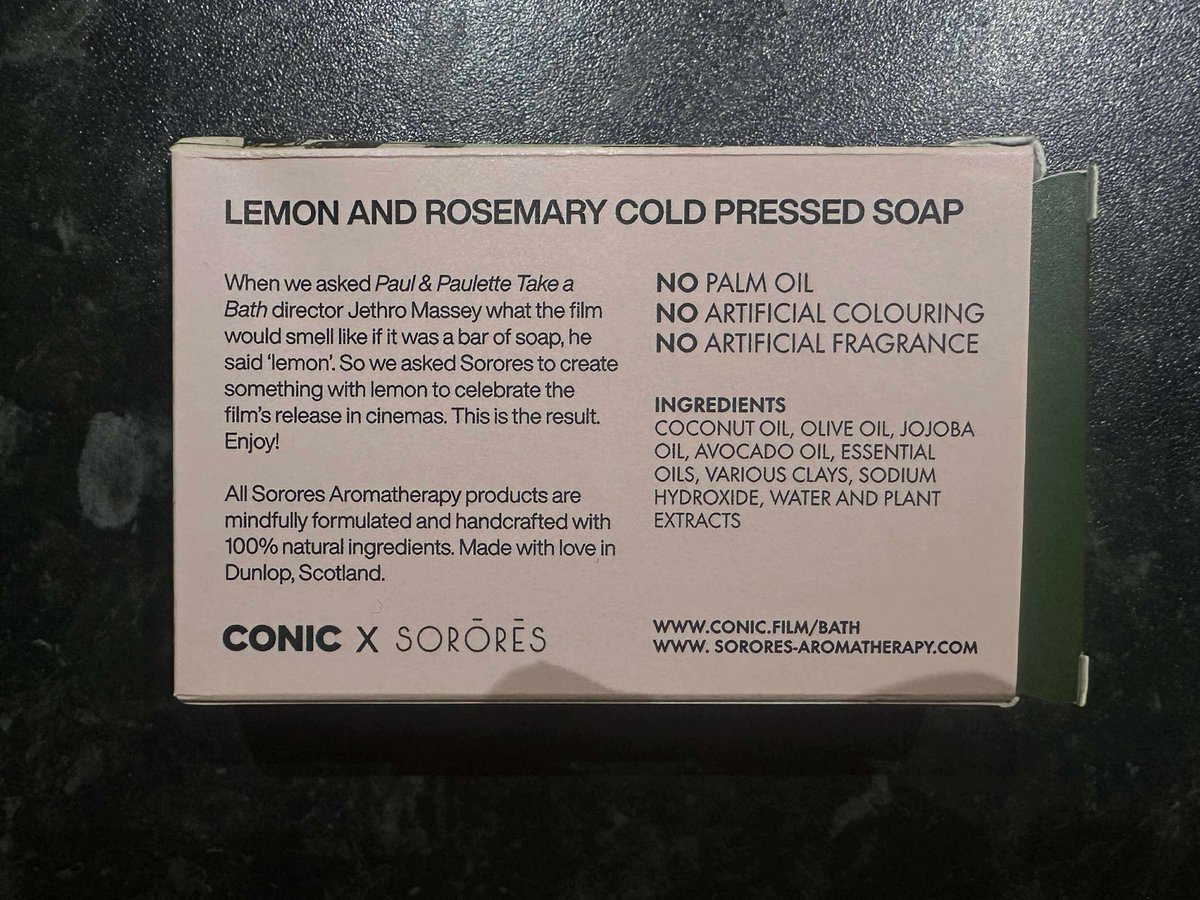 LEMON AND ROSEMARY COLD PRESSED SOAP
When we asked Paul & Paulette Take a
Bath director Jethro Massey what the film
would smell like if it was a bar of soap, he
said ‘lemon’. So we asked Sorores to create
something with lemon to celebrate the
film’s release in cinemas. This is the result.
Enjoy!
All Sorores Aromatherapy products are
mindfully formulated and handcrafted with
100% natural ingredients. Made with love in
Dunlop, Scotland.
CONIC X SORŌRĒS
NO PALM OIL
NO ARTIFICIAL COLOURING
NO ARTIFICIAL FRAGRANCE
INGREDIENTS
COCONUT OIL, OLIVE OIL, JOJOBA
OIL, AVOCADO OIL, ESSENTIAL
OILS, VARIOUS CLAYS, SODIUM
HYDROXIDE, WATER AND PLANT
EXTRACTS
WWW.CONIC.FILM/BATH
WWW. SORORES-AROMATHERAPY.COM